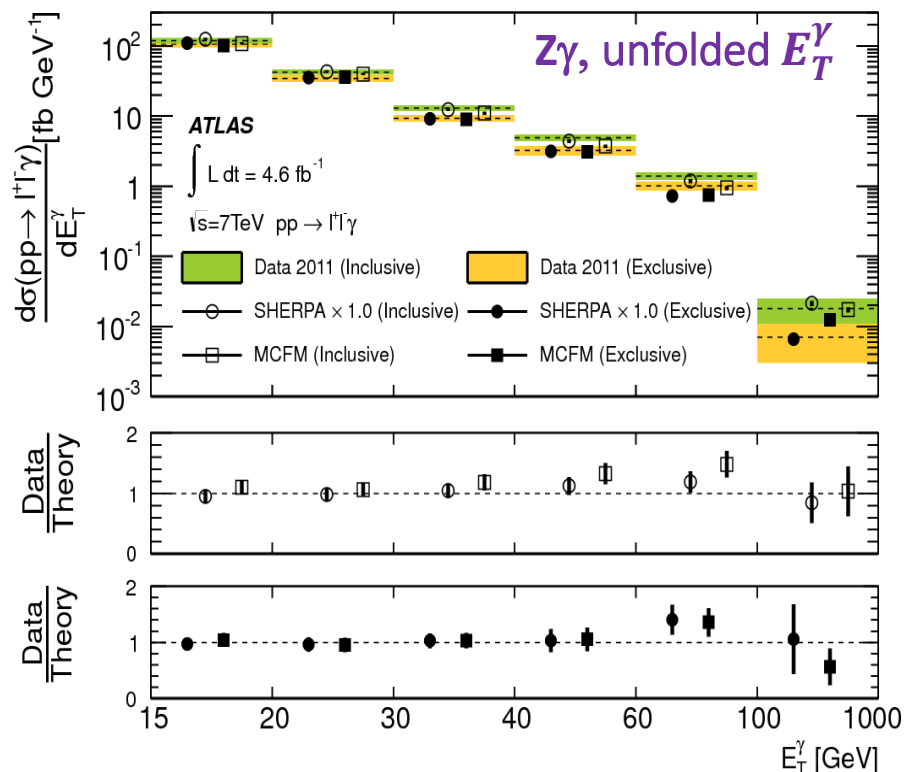 Zγ, unfolded E_T^γ
dσ(pp→ l⁺l⁻γ)
dE_T^γ
[fb GeV⁻¹]
10²
10
1
10⁻¹
10⁻²
10⁻³
ATLAS
∫ L dt = 4.6 fb⁻¹
√s=7TeV pp → l⁺l⁻γ
Data 2011 (Inclusive)
Data 2011 (Exclusive)
SHERPA × 1.0 (Inclusive)
SHERPA × 1.0 (Exclusive)
MCFM (Inclusive)
MCFM (Exclusive)
Data
Theory
2
1
0
Data
Theory
2
1
0
15 20 30 40 60 100 1000
E_T^γ [GeV]